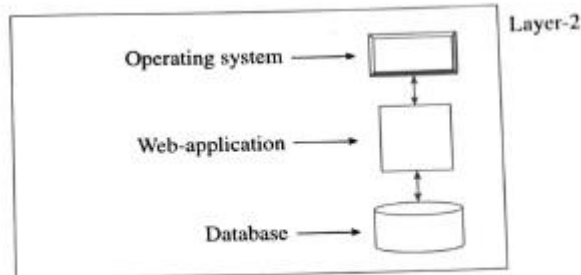 Layer-2
Operating system
Web-application
Database